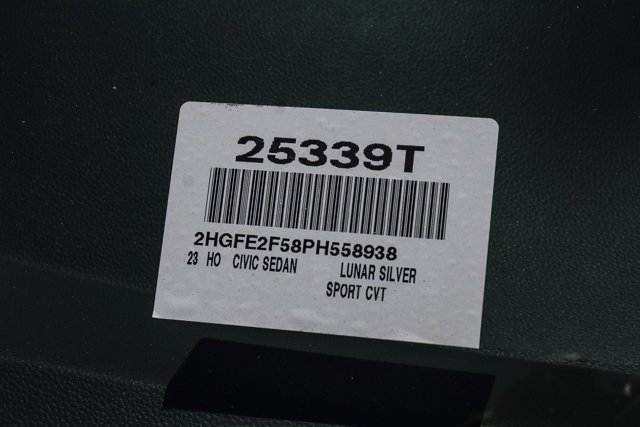 25339T
2HGFE2F58PH558938
23 HO CIVIC SEDAN LUNAR SILVER
SPORT CVT